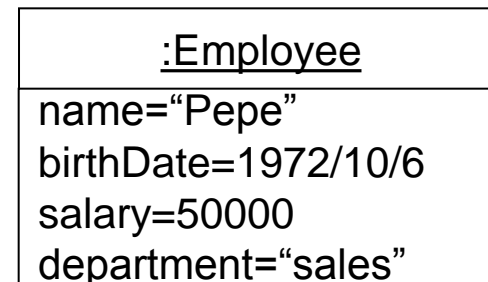 :Employee
name=“Pepe”
birthDate=1972/10/6
salary=50000
department=“sales”